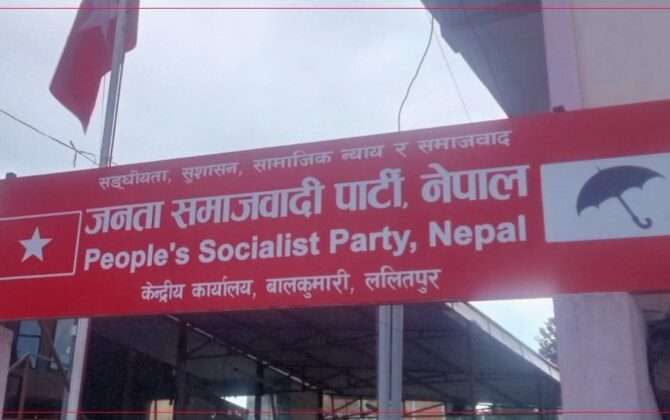 सङ्घीयता, सुशासन, सामाजिक न्याय र समाजवाद
जनता समाजवादी पार्टी, नेपाल
People's Socialist Party, Nepal
केन्द्रीय कार्यालय, बालकुमारी, ललितपुर